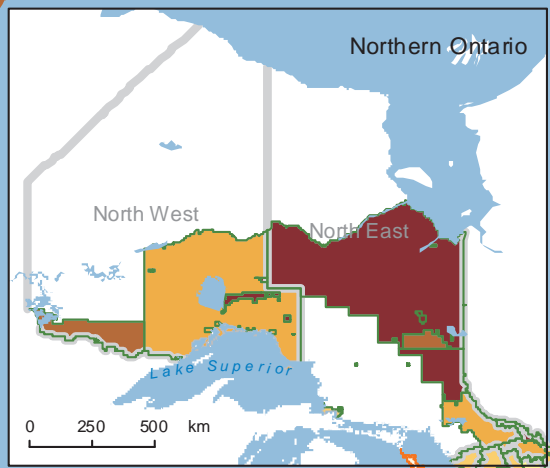 Northern Ontario
North West
North East
Lake Superior
0 250 500 km